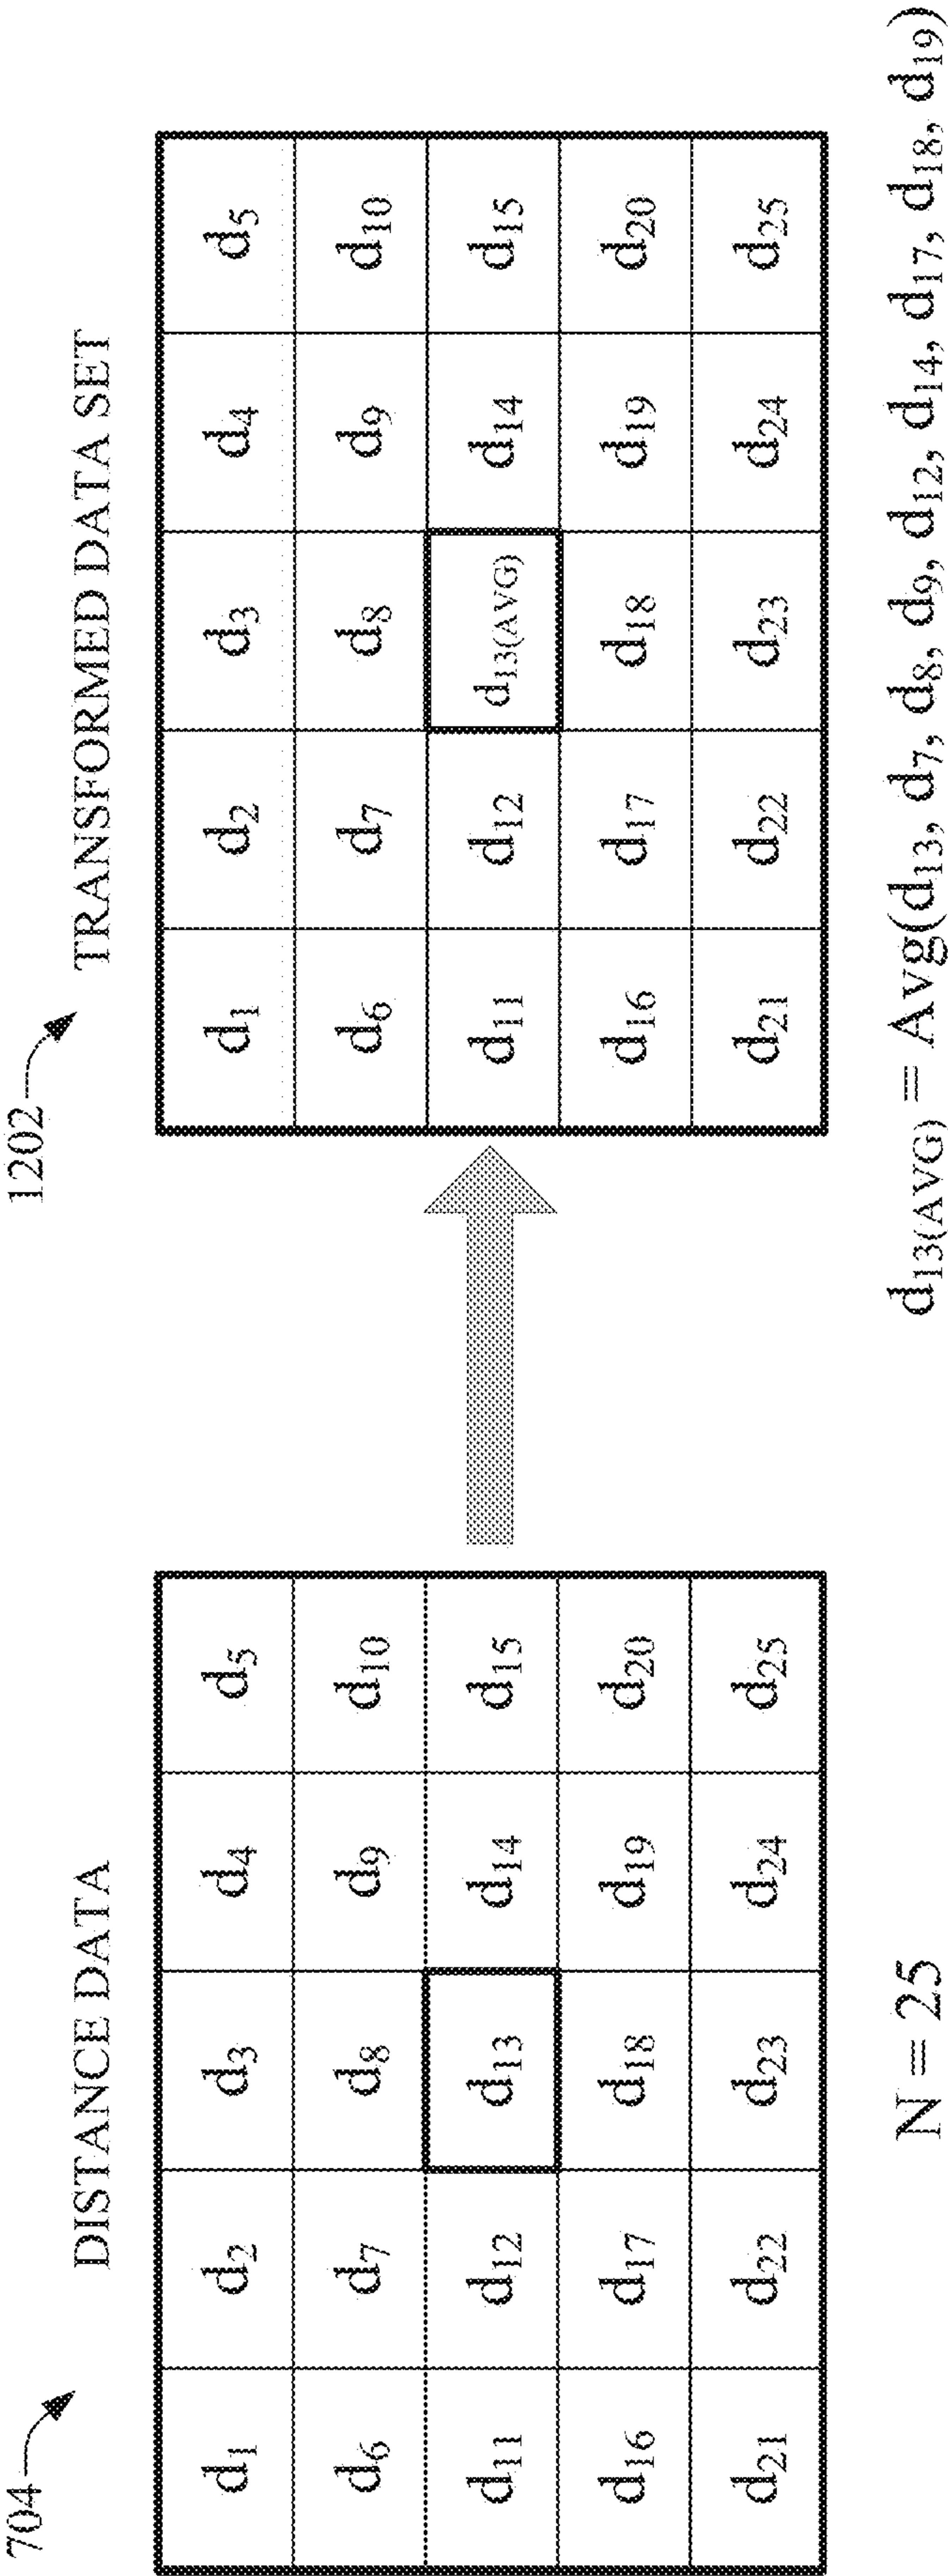 704
DISTANCE DATA
d1 d2 d3 d4 d5
d6 d7 d8 d9 d10
d11 d12 d13 d14 d15
d16 d17 d18 d19 d20
d21 d22 d23 d24 d25
N = 25
1202
TRANSFORMED DATA SET
d1 d2 d3 d4 d5
d6 d7 d8 d9 d10
d11 d12 d13(AVG) d14 d15
d16 d17 d18 d19 d20
d21 d22 d23 d24 d25
d13(AVG) = Avg(d13, d7, d8, d9, d12, d14, d17, d18, d19)